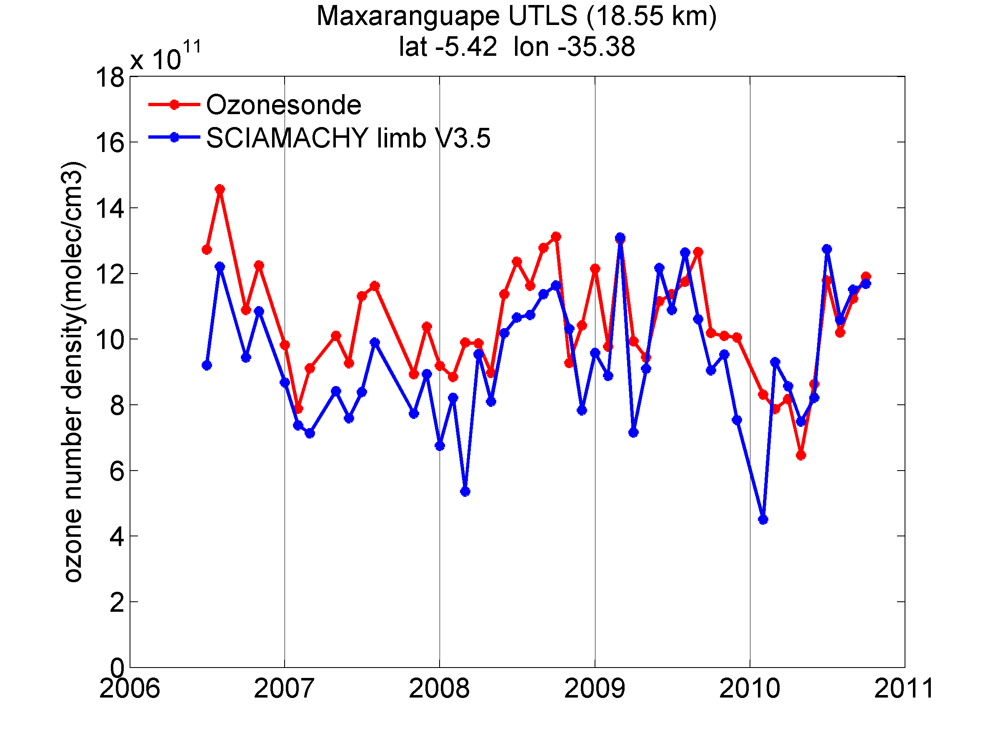 Maxaranguape UTLS (18.55 km)
lat -5.42 lon -35.38
x 10^11
18
16
14
12
10
8
6
4
2
0
ozone number density(molec/cm3)
Ozonesonde
SCIAMACHY limb V3.5
2006 2007 2008 2009 2010 2011